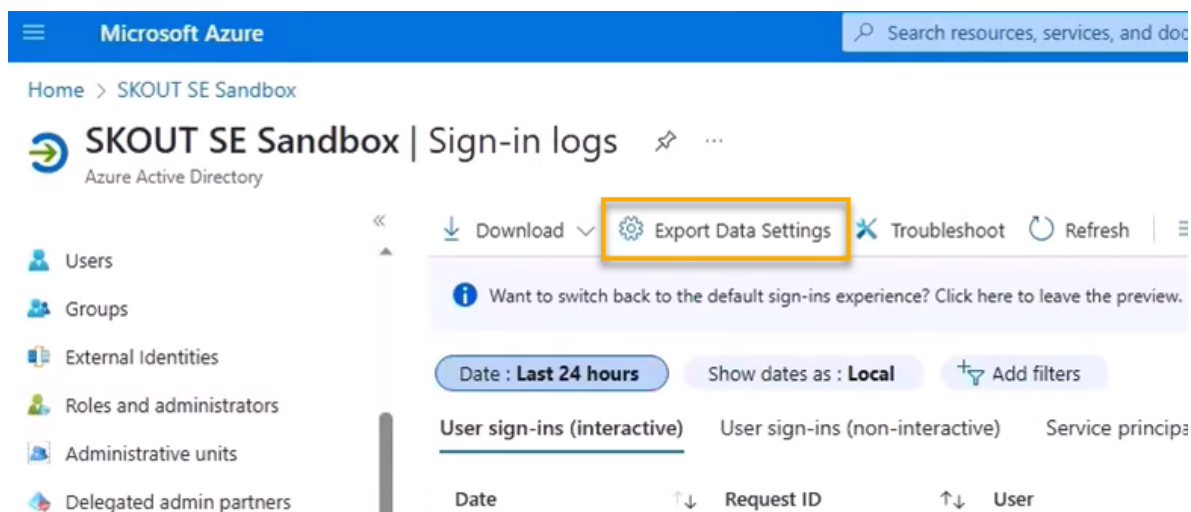 Microsoft Azure
Search resources, services, and doc
Home > SKOUT SE Sandbox
SKOUT SE Sandbox | Sign-in logs
Azure Active Directory
Download
Export Data Settings
Troubleshoot
Refresh
Users
Groups
External Identities
Roles and administrators
Administrative units
Delegated admin partners
Want to switch back to the default sign-ins experience? Click here to leave the preview.
Date : Last 24 hours
Show dates as : Local
Add filters
User sign-ins (interactive)
User sign-ins (non-interactive)
Service principa
Date
Request ID
User